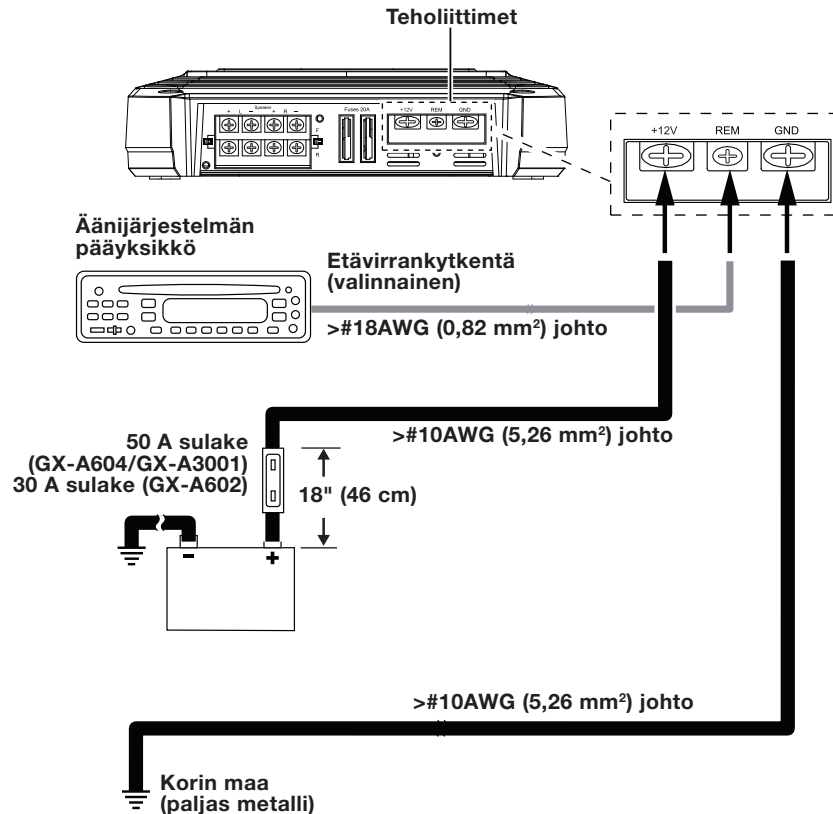 Teholiittimet
Speaker
+ L - + R -
F
R
Fuses 20A
+12V REM GND
+12V REM GND
Äänijärjestelmän
pääyksikkö
Etävirrankytkentä
(valinnainen)
>#18AWG (0,82 mm²) johto
>#10AWG (5,26 mm²) johto
50 A sulake
(GX-A604/GX-A3001)
30 A sulake (GX-A602)
18" (46 cm)
- +
>#10AWG (5,26 mm²) johto
Korin maa
(paljas metalli)